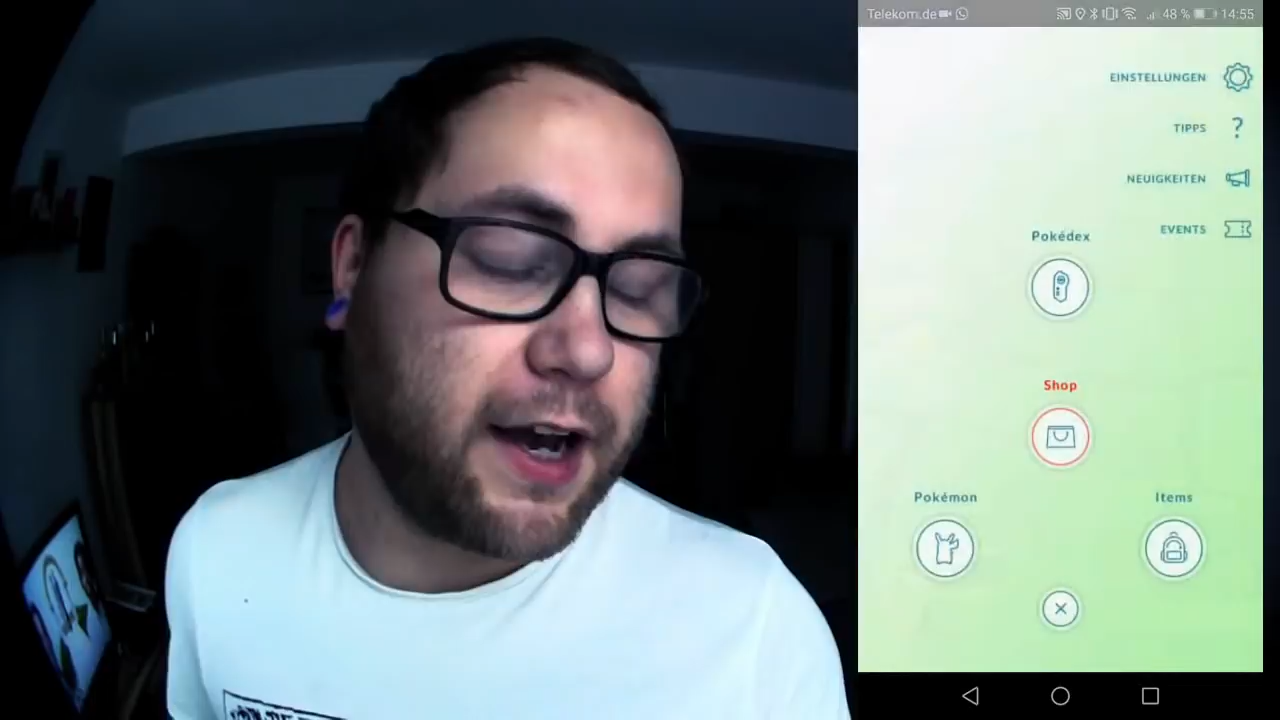 Telekom.de 48 % 14:55
EINSTELLUNGEN
TIPPS ?
NEUIGKEITEN
EVENTS
Pokédex
Shop
Pokémon
Items